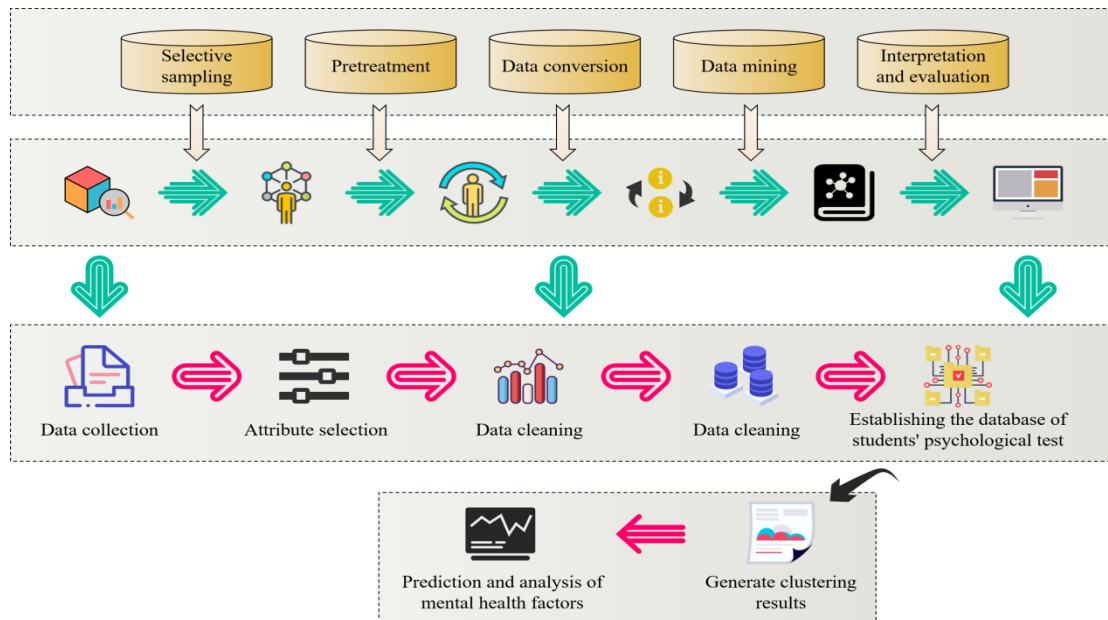 Selective
sampling
Pretreatment
Data conversion
Data mining
Interpretation
and evaluation
i
i
Data collection
Attribute selection
Data cleaning
Data cleaning
Establishing the database of
students' psychological test
Prediction and analysis of
mental health factors
Generate clustering
results